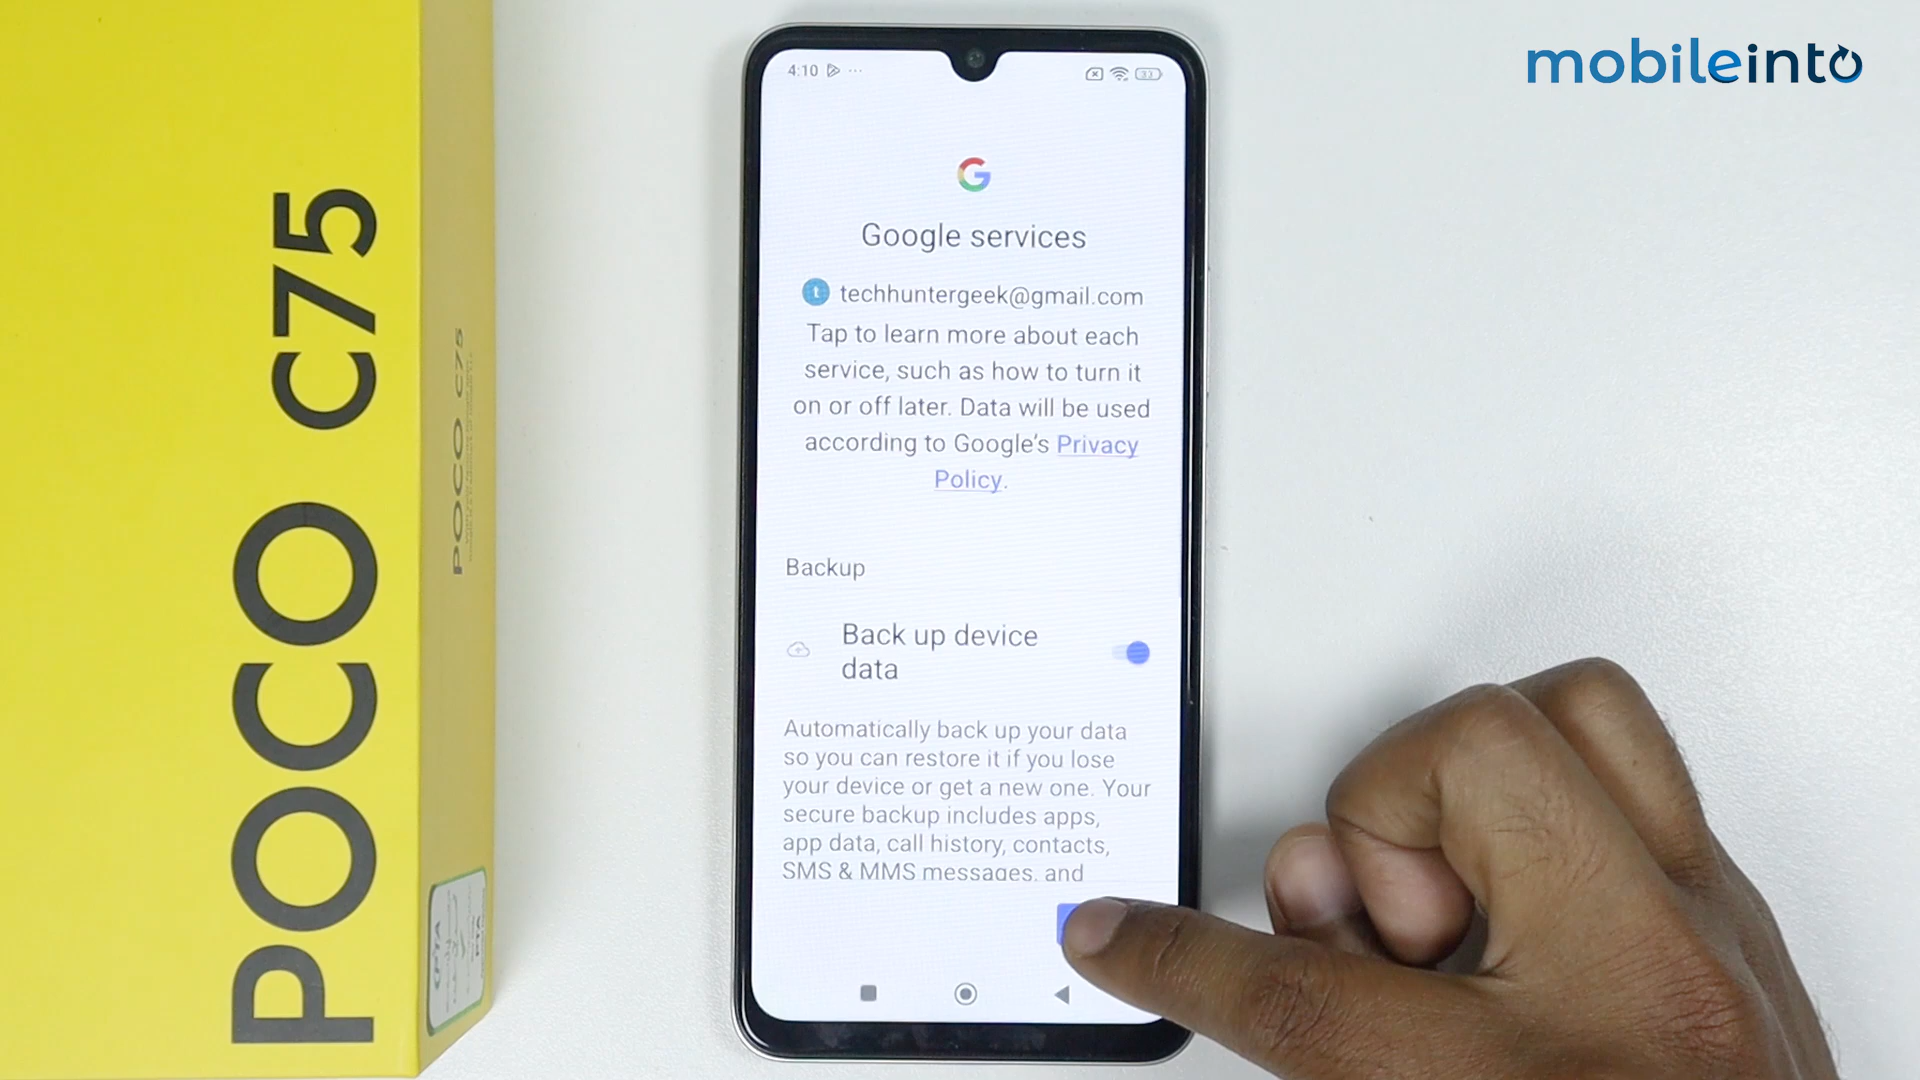 mobileinto
4:10
33
G
Google services
t techhuntergeek@gmail.com
Tap to learn more about each
service, such as how to turn it
on or off later. Data will be used
according to Google's Privacy
Policy.
Backup
Back up device
data
Automatically back up your data
so you can restore it if you lose
your device or get a new one. Your
secure backup includes apps,
app data, call history, contacts,
SMS & MMS messages, and
POCO C75
POCO C75
PTA